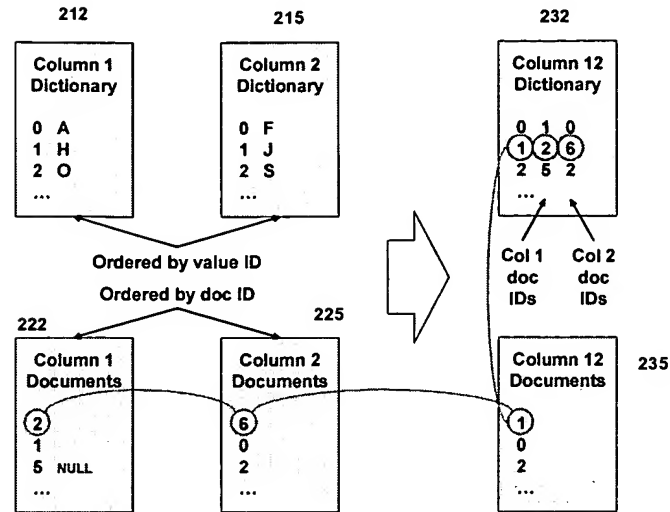 212
215
232
Column 1
Dictionary
0 A
1 H
2 O
...
Column 2
Dictionary
0 F
1 J
2 S
...
Column 12
Dictionary
0 1 0
1 2 6
2 5 2
...
Ordered by value ID
Ordered by doc ID
Col 1
doc
IDs
Col 2
doc
IDs
222
225
235
Column 1
Documents
2
1
5 NULL
...
Column 2
Documents
6
0
2
...
Column 12
Documents
1
0
2
...